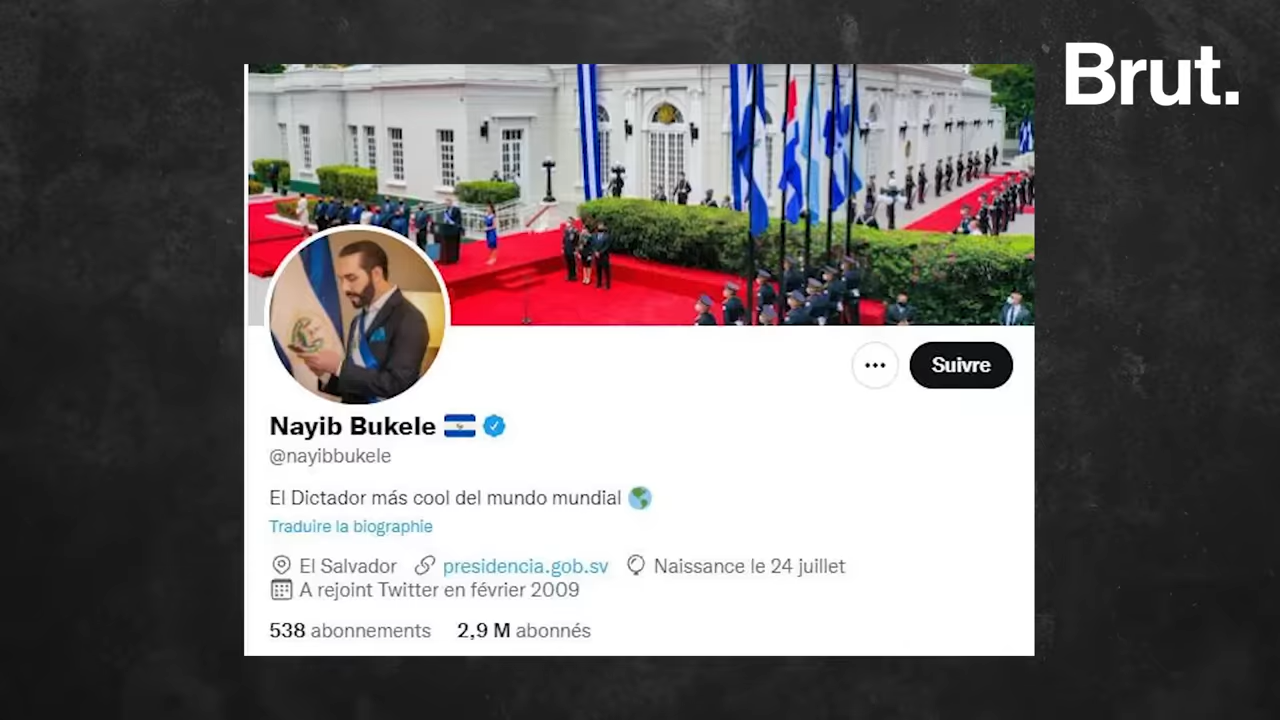 Brut.
Suivre
Nayib Bukele
@nayibbukele
El Dictador más cool del mundo mundial
Traduire la biographie
El Salvador presidencia.gob.sv Naissance le 24 juillet
A rejoint Twitter en février 2009
538 abonnements 2,9 M abonnés